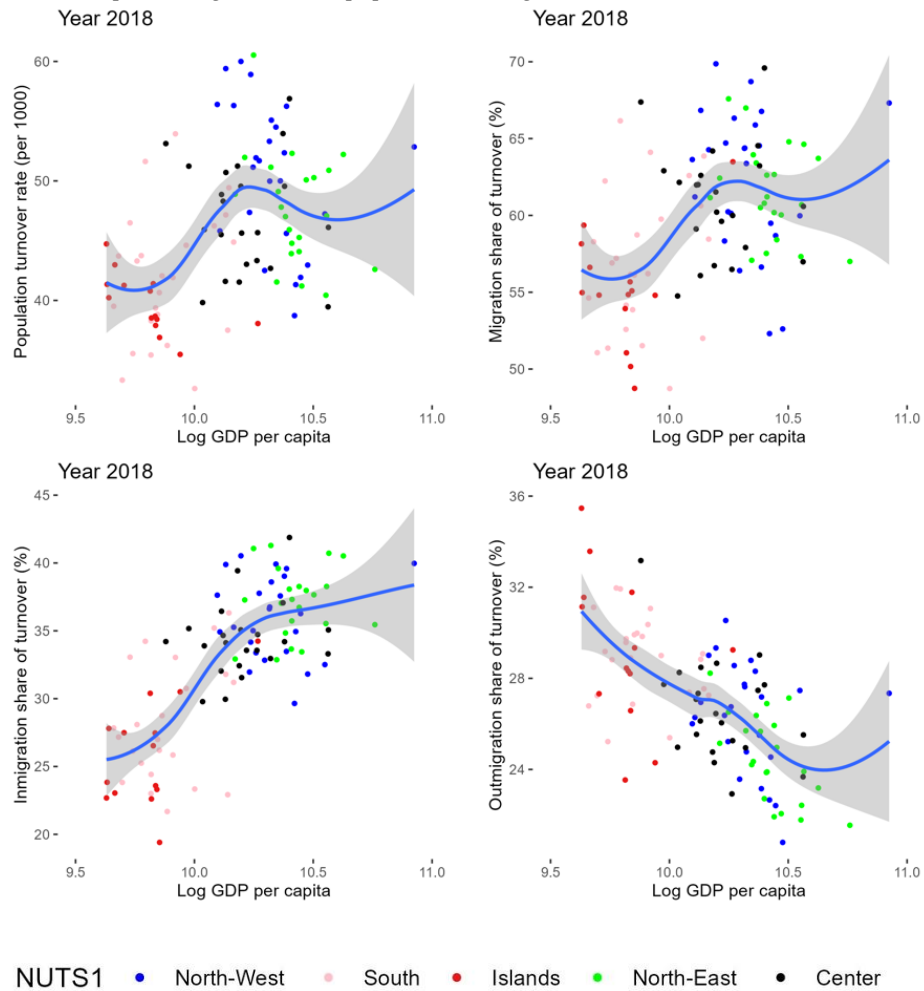 Year 2018
Year 2018
60
50
40
Population turnover rate (per 1000)
9.5 10.0 10.5 11.0
Log GDP per capita
70
65
60
55
50
Migration share of turnover (%)
9.5 10.0 10.5 11.0
Log GDP per capita
Year 2018
Year 2018
45
40
35
30
25
20
Inmigration share of turnover (%)
9.5 10.0 10.5 11.0
Log GDP per capita
36
32
28
24
Outmigration share of turnover (%)
9.5 10.0 10.5 11.0
Log GDP per capita
NUTS1 North-West South Islands North-East Center